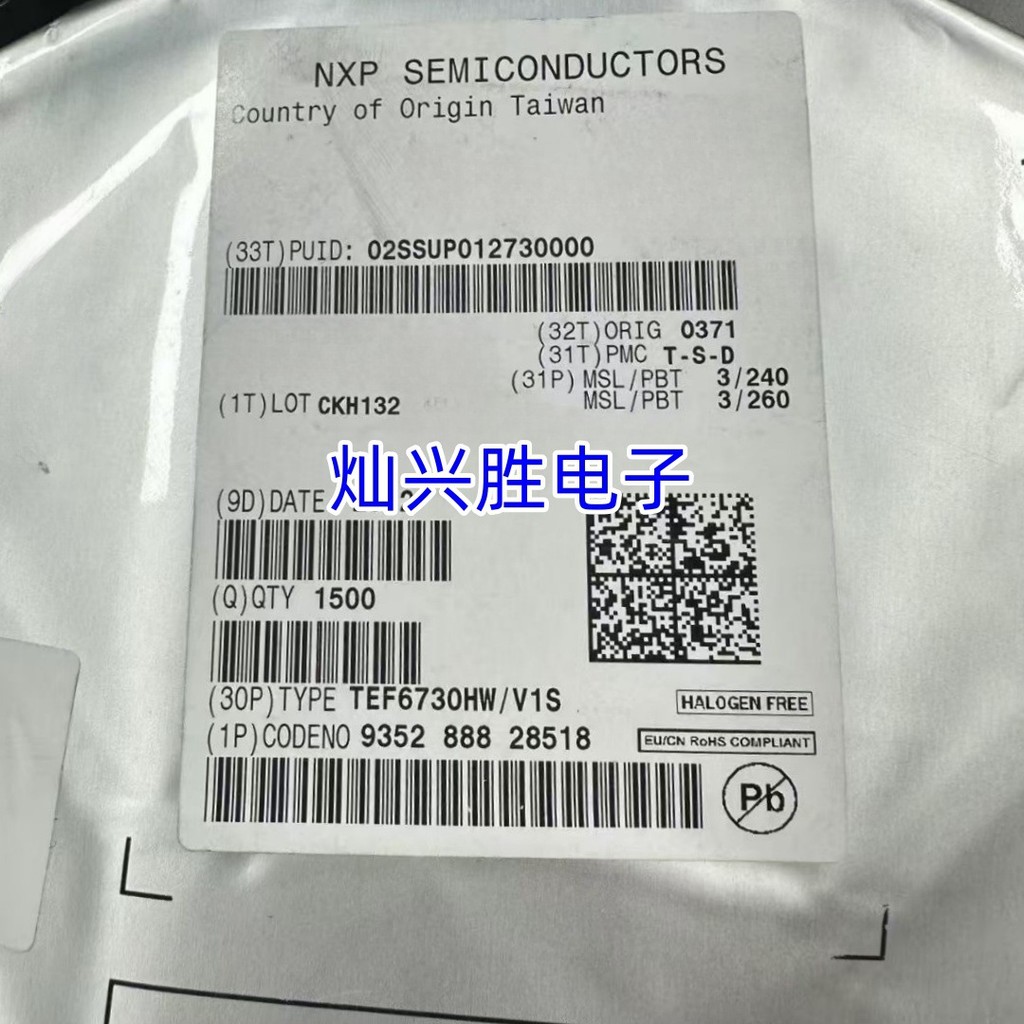 NXP SEMICONDUCTORS
Country of Origin Taiwan
(33T)PUID: 02SSUP012730000
(32T)ORIG 0371
(31T)PMC T-S-D
(31P) MSL/PBT 3/240
MSL/PBT 3/260
(1T)LOT CKH132
灿兴胜电子
(9D)DATE
(Q)QTY 1500
(30P)TYPE TEF6730HW/V1S
HALOGEN FREE
(1P)CODENO 9352 888 28518
EU/CN RoHS COMPLIANT
Pb